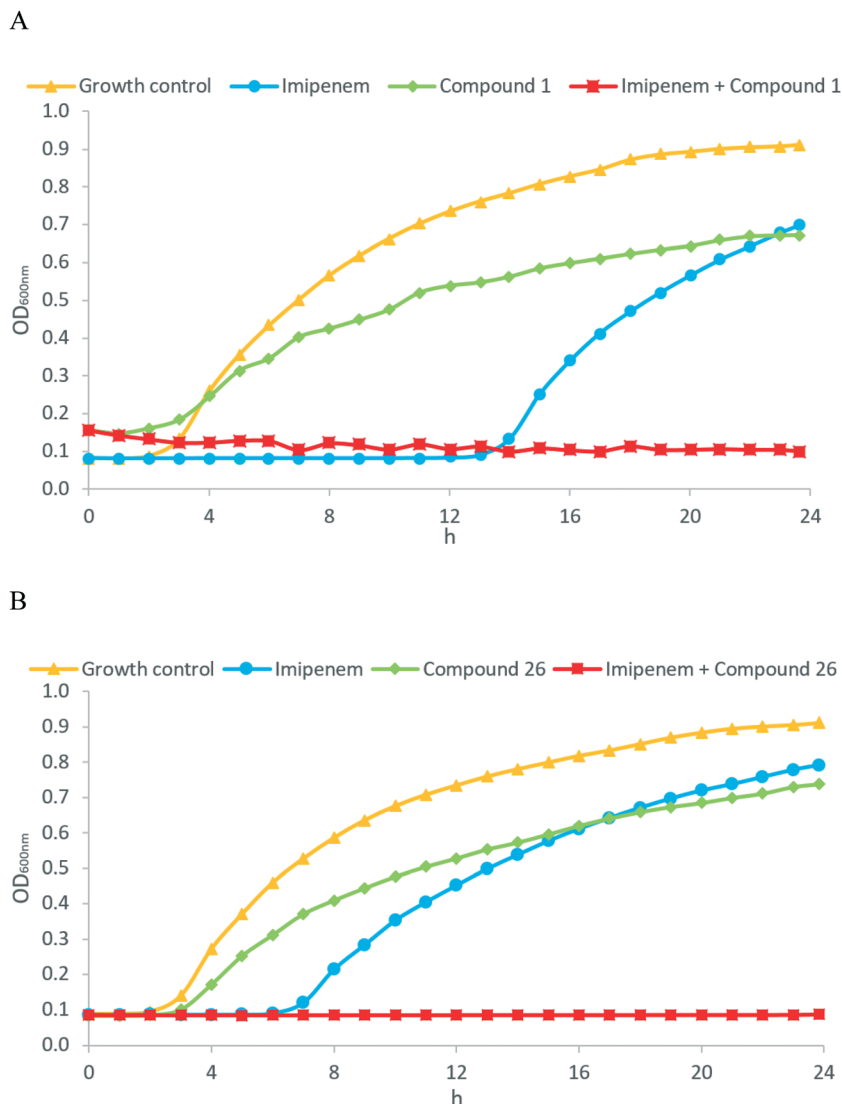 A
Growth control Imipenem Compound 1 Imipenem + Compound 1
1.0
0.9
0.8
0.7
0.6
0.5
0.4
0.3
0.2
0.1
0.0
OD600nm
0 4 8 12 16 20 24
h
B
Growth control Imipenem Compound 26 Imipenem + Compound 26
1.0
0.9
0.8
0.7
0.6
0.5
0.4
0.3
0.2
0.1
0.0
OD600nm
0 4 8 12 16 20 24
h